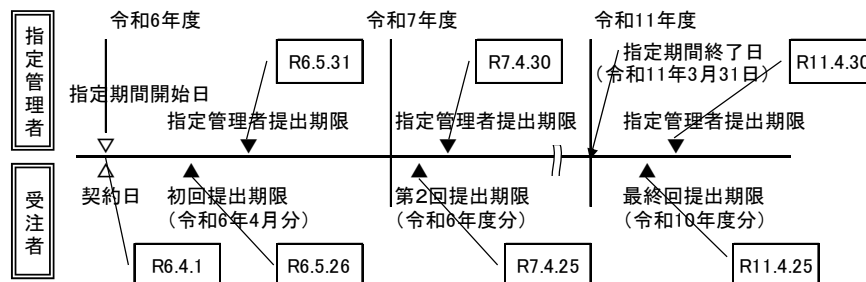 指定管理者
令和6年度
令和7年度
令和11年度
R6.5.31
R7.4.30
指定期間終了日
（令和11年3月31日）
R11.4.30
指定期間開始日
指定管理者提出期限
指定管理者提出期限
指定管理者提出期限
受注者
契約日
初回提出期限
（令和6年4月分）
第2回提出期限
（令和6年度分）
最終回提出期限
（令和10年度分）
R6.4.1
R6.5.26
R7.4.25
R11.4.25